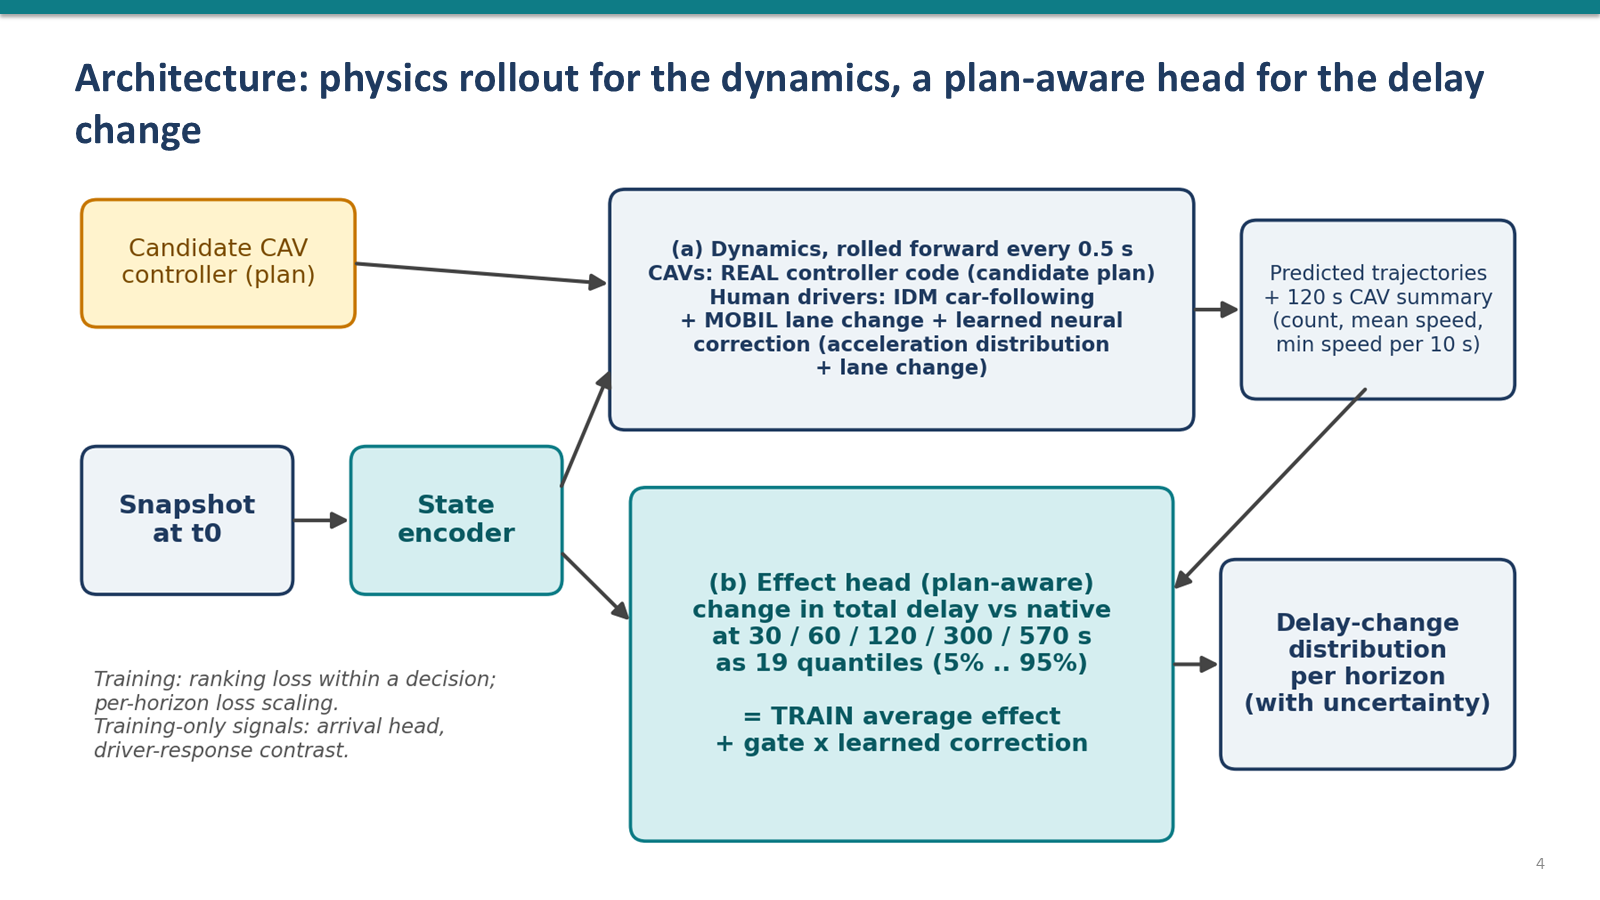 Architecture: physics rollout for the dynamics, a plan-aware head for the delay
change
Candidate CAV
controller (plan)
(a) Dynamics, rolled forward every 0.5 s
CAVs: REAL controller code (candidate plan)
Human drivers: IDM car-following
+ MOBIL lane change + learned neural
correction (acceleration distribution
+ lane change)
Predicted trajectories
+ 120 s CAV summary
(count, mean speed,
min speed per 10 s)
Snapshot
at t0
State
encoder
(b) Effect head (plan-aware)
change in total delay vs native
at 30 / 60 / 120 / 300 / 570 s
as 19 quantiles (5% .. 95%)
= TRAIN average effect
+ gate x learned correction
Delay-change
distribution
per horizon
(with uncertainty)
Training: ranking loss within a decision;
per-horizon loss scaling.
Training-only signals: arrival head,
driver-response contrast.
4